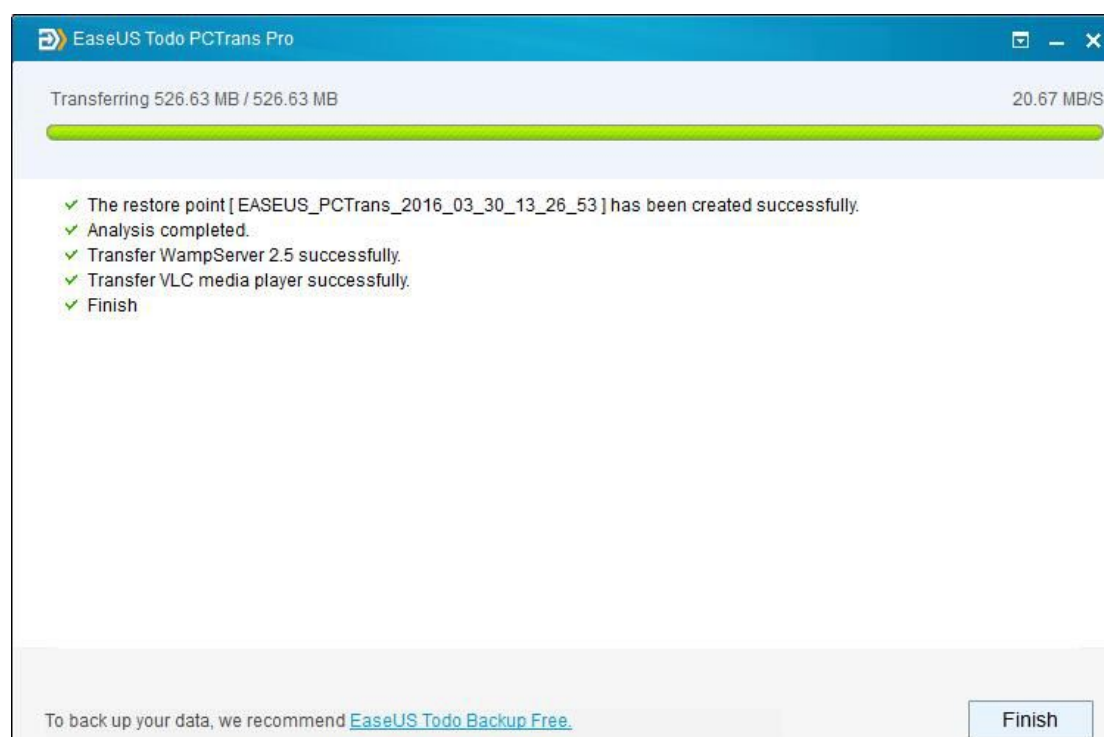 EaseUS Todo PCTrans Pro
Transferring 526.63 MB / 526.63 MB 20.67 MB/S
The restore point [ EASEUS_PCTrans_2016_03_30_13_26_53 ] has been created successfully.
Analysis completed.
Transfer WampServer 2.5 successfully.
Transfer VLC media player successfully.
Finish
To back up your data, we recommend EaseUS Todo Backup Free. Finish